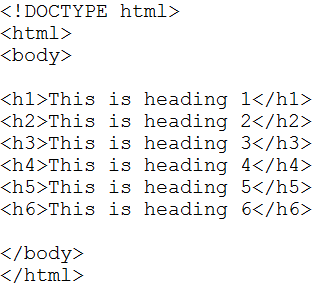 <!DOCTYPE html>
<html>
<body>
<h1>This is heading 1</h1>
<h2>This is heading 2</h2>
<h3>This is heading 3</h3>
<h4>This is heading 4</h4>
<h5>This is heading 5</h5>
<h6>This is heading 6</h6>
</body>
</html>